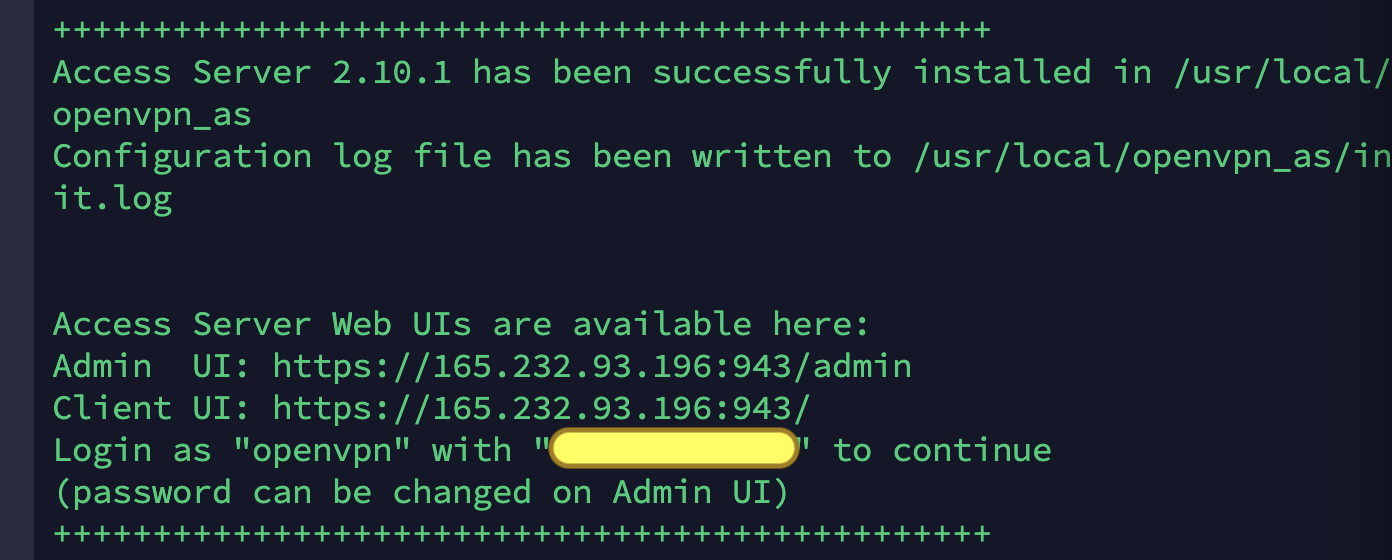 +++++++++++++++++++++++++++++++++++++++++++++++
Access Server 2.10.1 has been successfully installed in /usr/local/
openvpn_as
Configuration log file has been written to /usr/local/openvpn_as/in
it.log
Access Server Web UIs are available here:
Admin  UI: https://165.232.93.196:943/admin
Client UI: https://165.232.93.196:943/
Login as "openvpn" with "" to continue
(password can be changed on Admin UI)
+++++++++++++++++++++++++++++++++++++++++++++++